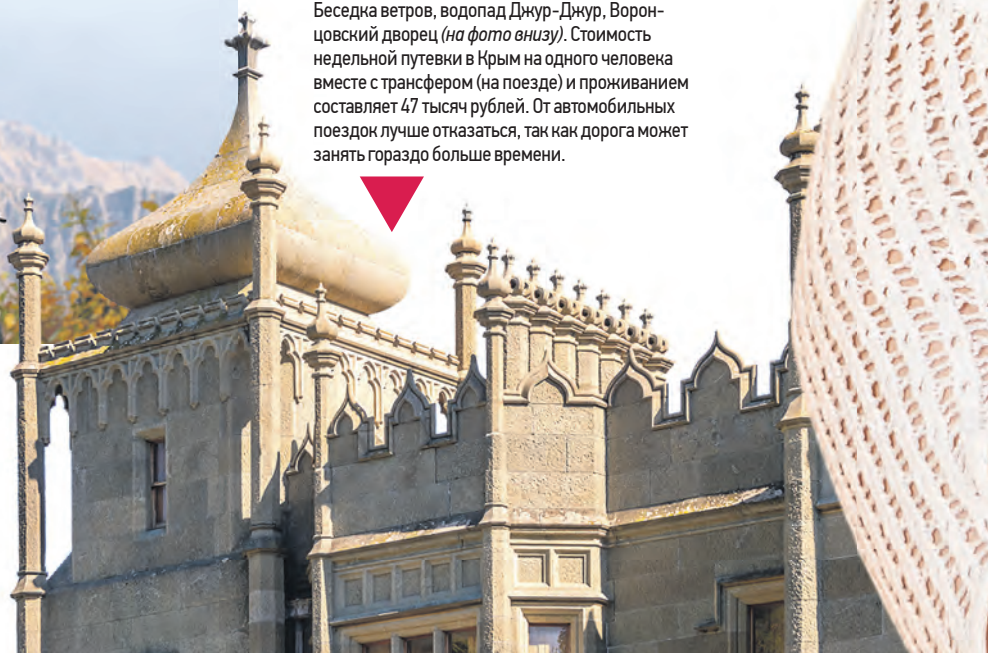 Беседка ветров, водопад Джур-Джур, Ворон-
цовский дворец (на фото внизу). Стоимость
недельной путевки в Крым на одного человека
вместе с трансфером (на поезде) и проживанием
составляет 47 тысяч рублей. От автомобильных
поездок лучше отказаться, так как дорога может
занять гораздо больше времени.